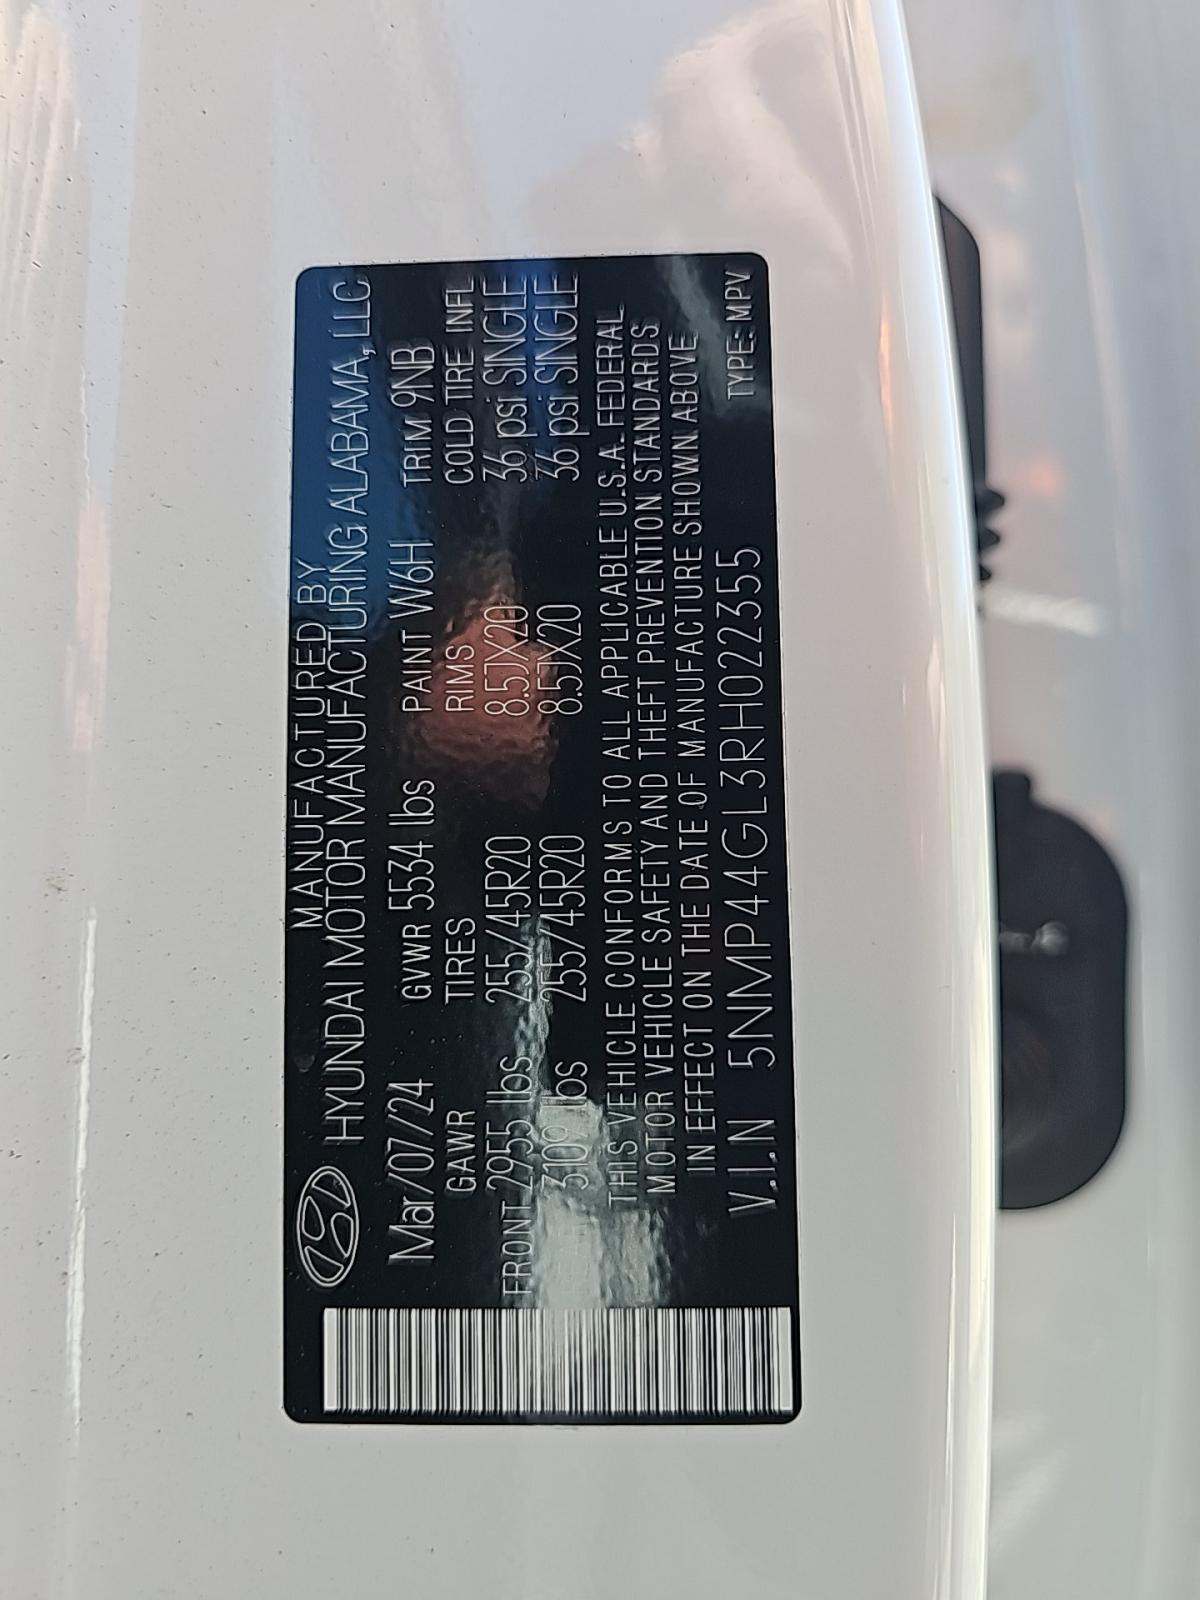 MANUFACTURED BY
HYUNDAI MOTOR MANUFACTURING ALABAMA, LLC
Mar/07/24 GVWR 5534 lbs PAINT W6H TRIM 9NB
GAWR TIRES RIMS COLD TIRE INFL
FRONT 2955 lbs 255/45R20 8.5JX20 36 psi SINGLE
3109 lbs 255/45R20 8.5JX20 36 psi SINGLE
THIS VEHICLE CONFORMS TO ALL APPLICABLE U.S.A. FEDERAL
MOTOR VEHICLE SAFETY AND THEFT PREVENTION STANDARDS
IN EFFECT ON THE DATE OF MANUFACTURE SHOWN ABOVE
V.I.N 5NMP44GL3RH022355 TYPE: MPV